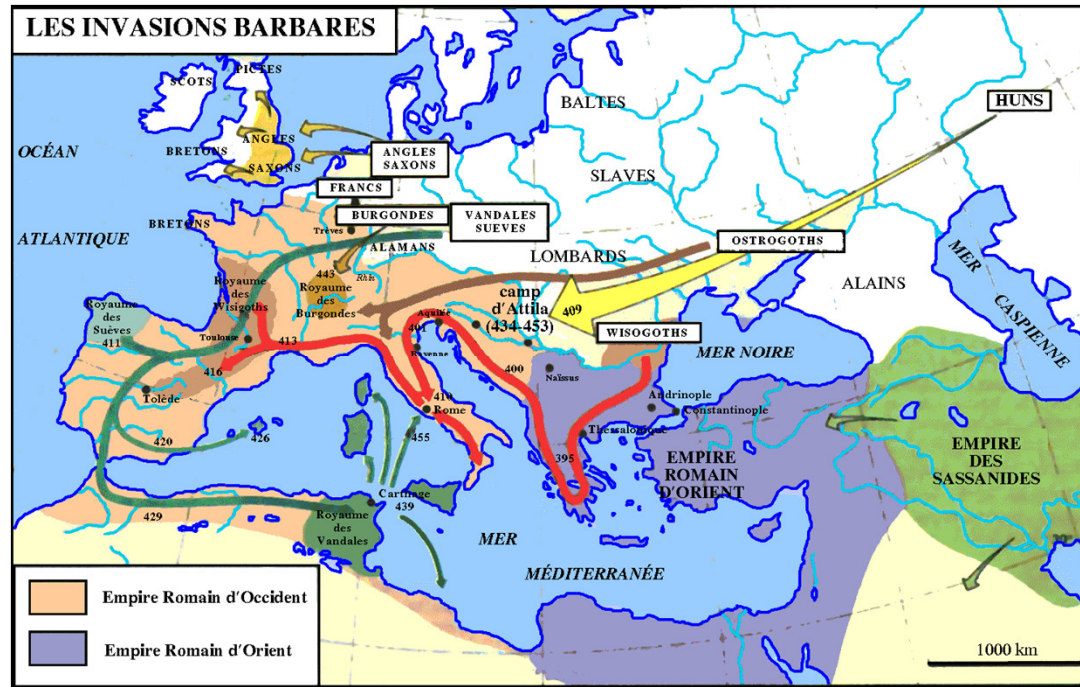 LES INVASIONS BARBARES
PICTES
SCOTS
HUNS
BALTES
ANGLES
BRETONS
OCÉAN
ANGLES
SAXONS
SAXONS
SLAVES
FRANCS
BURGONDES
VANDALES
SUEVES
BRETONS
Trèves
ATLANTIQUE
ALAMANS
OSTROGOTHS
LOMBARDS
MER
CASPIENNE
443
Royaume
des
Burgondes
Rhin
ALAINS
Royaume
des
Wisigoths
camp
d'Attila
(434-453)
409
Royaume
des
Suèves
411
Aquilée
401
Ravenne
WISOGOTHS
MER NOIRE
Toulouse
413
416
400
Naïssus
Tolède
410
Rome
Andrinople
Constantinople
420
426
455
Thessalonique
395
EMPIRE
ROMAIN
D'ORIENT
EMPIRE
DES
SASSANIDES
Carthage
439
429
Royaume
des
Vandales
MER
MÉDITERRANÉE
Empire Romain d'Occident
Empire Romain d'Orient
1000 km